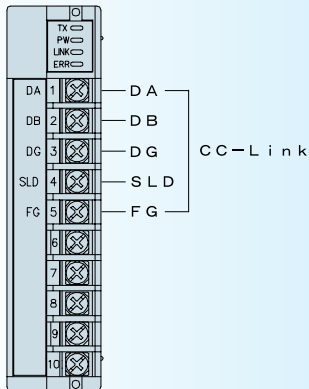 TX
PW
LINK
ERR
DA 1 DA
DB 2 DB
DG 3 DG CC-Link
SLD 4 SLD
FG 5 FG
6
7
8
9
10